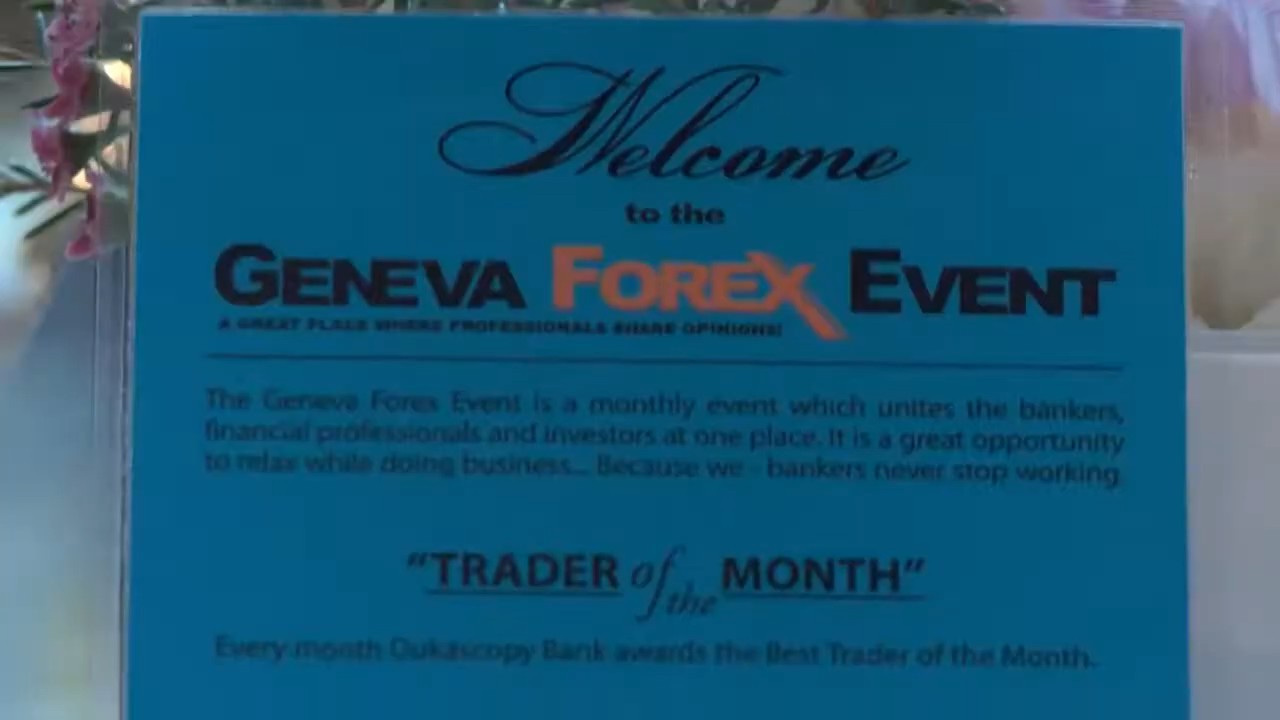 Welcome
to the
GENEVA FOREX EVENT
A GREAT PLACE WHERE PROFESSIONALS SHARE OPINIONS!
The Geneva Forex Event is a monthly event which unites the bankers,
financial professionals and investors at one place. It is a great opportunity
to relax while doing business... Because we - bankers never stop working.
"TRADER of the MONTH"
Every month Dukascopy Bank awards the Best Trader of the Month.